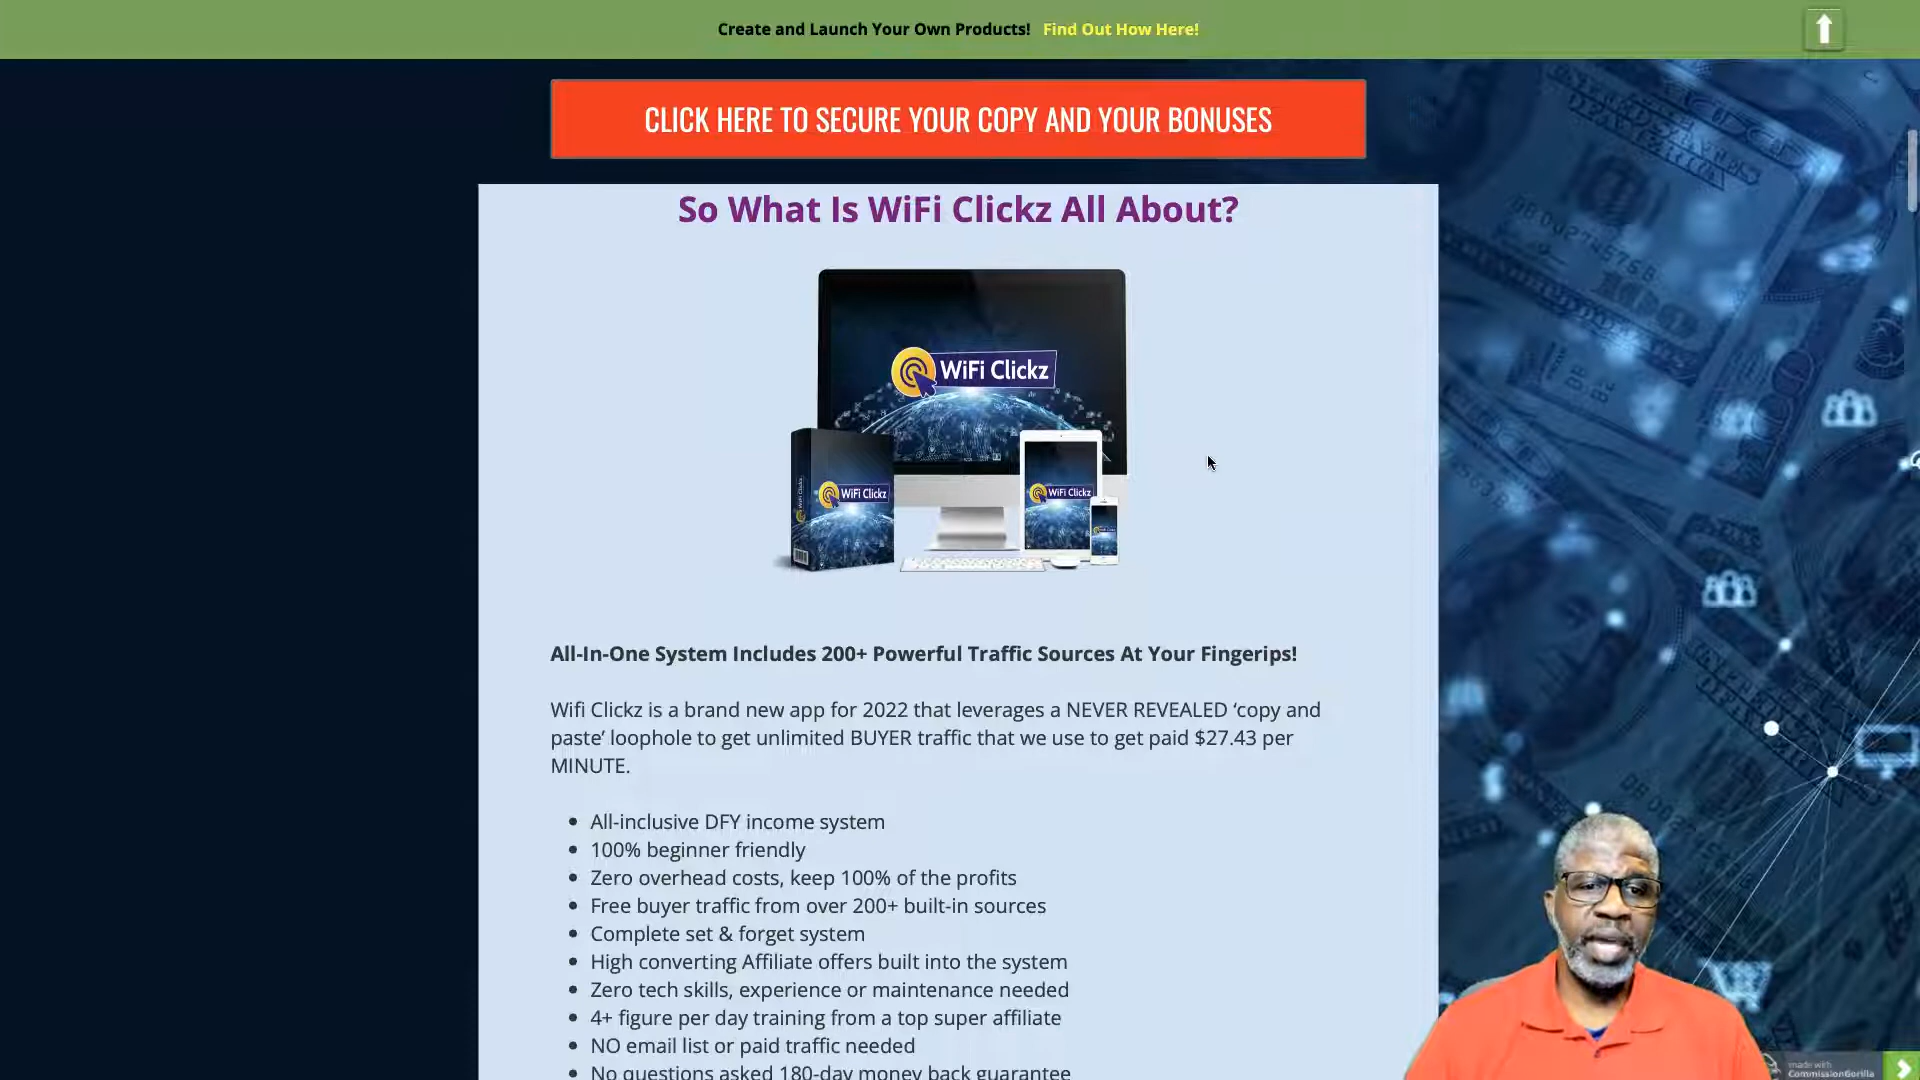 Create and Launch Your Own Products! Find Out How Here!
CLICK HERE TO SECURE YOUR COPY AND YOUR BONUSES
So What Is WiFi Clickz All About?
WiFi Clickz
WiFi Clickz
WiFi Clickz
All-In-One System Includes 200+ Powerful Traffic Sources At Your Fingerips!
Wifi Clickz is a brand new app for 2022 that leverages a NEVER REVEALED ‘copy and
paste’ loophole to get unlimited BUYER traffic that we use to get paid $27.43 per
MINUTE.
• All-inclusive DFY income system
• 100% beginner friendly
• Zero overhead costs, keep 100% of the profits
• Free buyer traffic from over 200+ built-in sources
• Complete set & forget system
• High converting Affiliate offers built into the system
• Zero tech skills, experience or maintenance needed
• 4+ figure per day training from a top super affiliate
• NO email list or paid traffic needed
• No questions asked 180-day money back guarantee
made with
CommissionGorilla